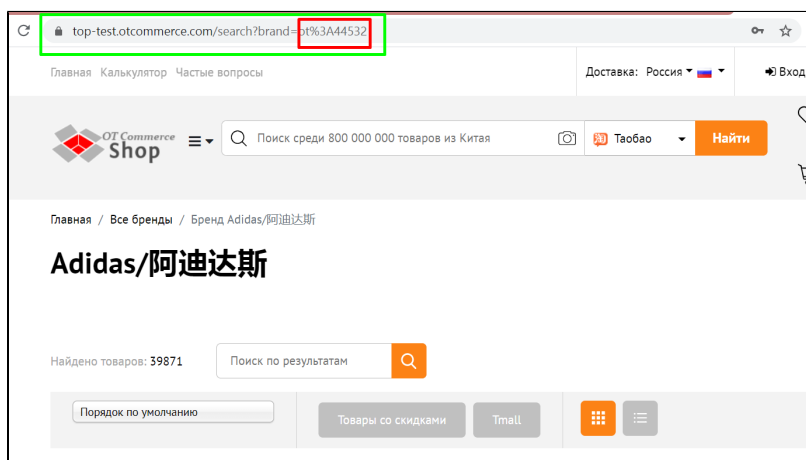 top-test.otcommerce.com/search?brand=ot%3A44532
Главная Калькулятор Частые вопросы
Доставка: Россия
Вход
OT Commerce
Shop
Поиск среди 800 000 000 товаров из Китая
Таобао
Найти
Главная / Все бренды / Бренд Adidas/阿迪达斯
Adidas/阿迪达斯
Найдено товаров: 39871
Поиск по результатам
Порядок по умолчанию
Товары со скидками
Tmall